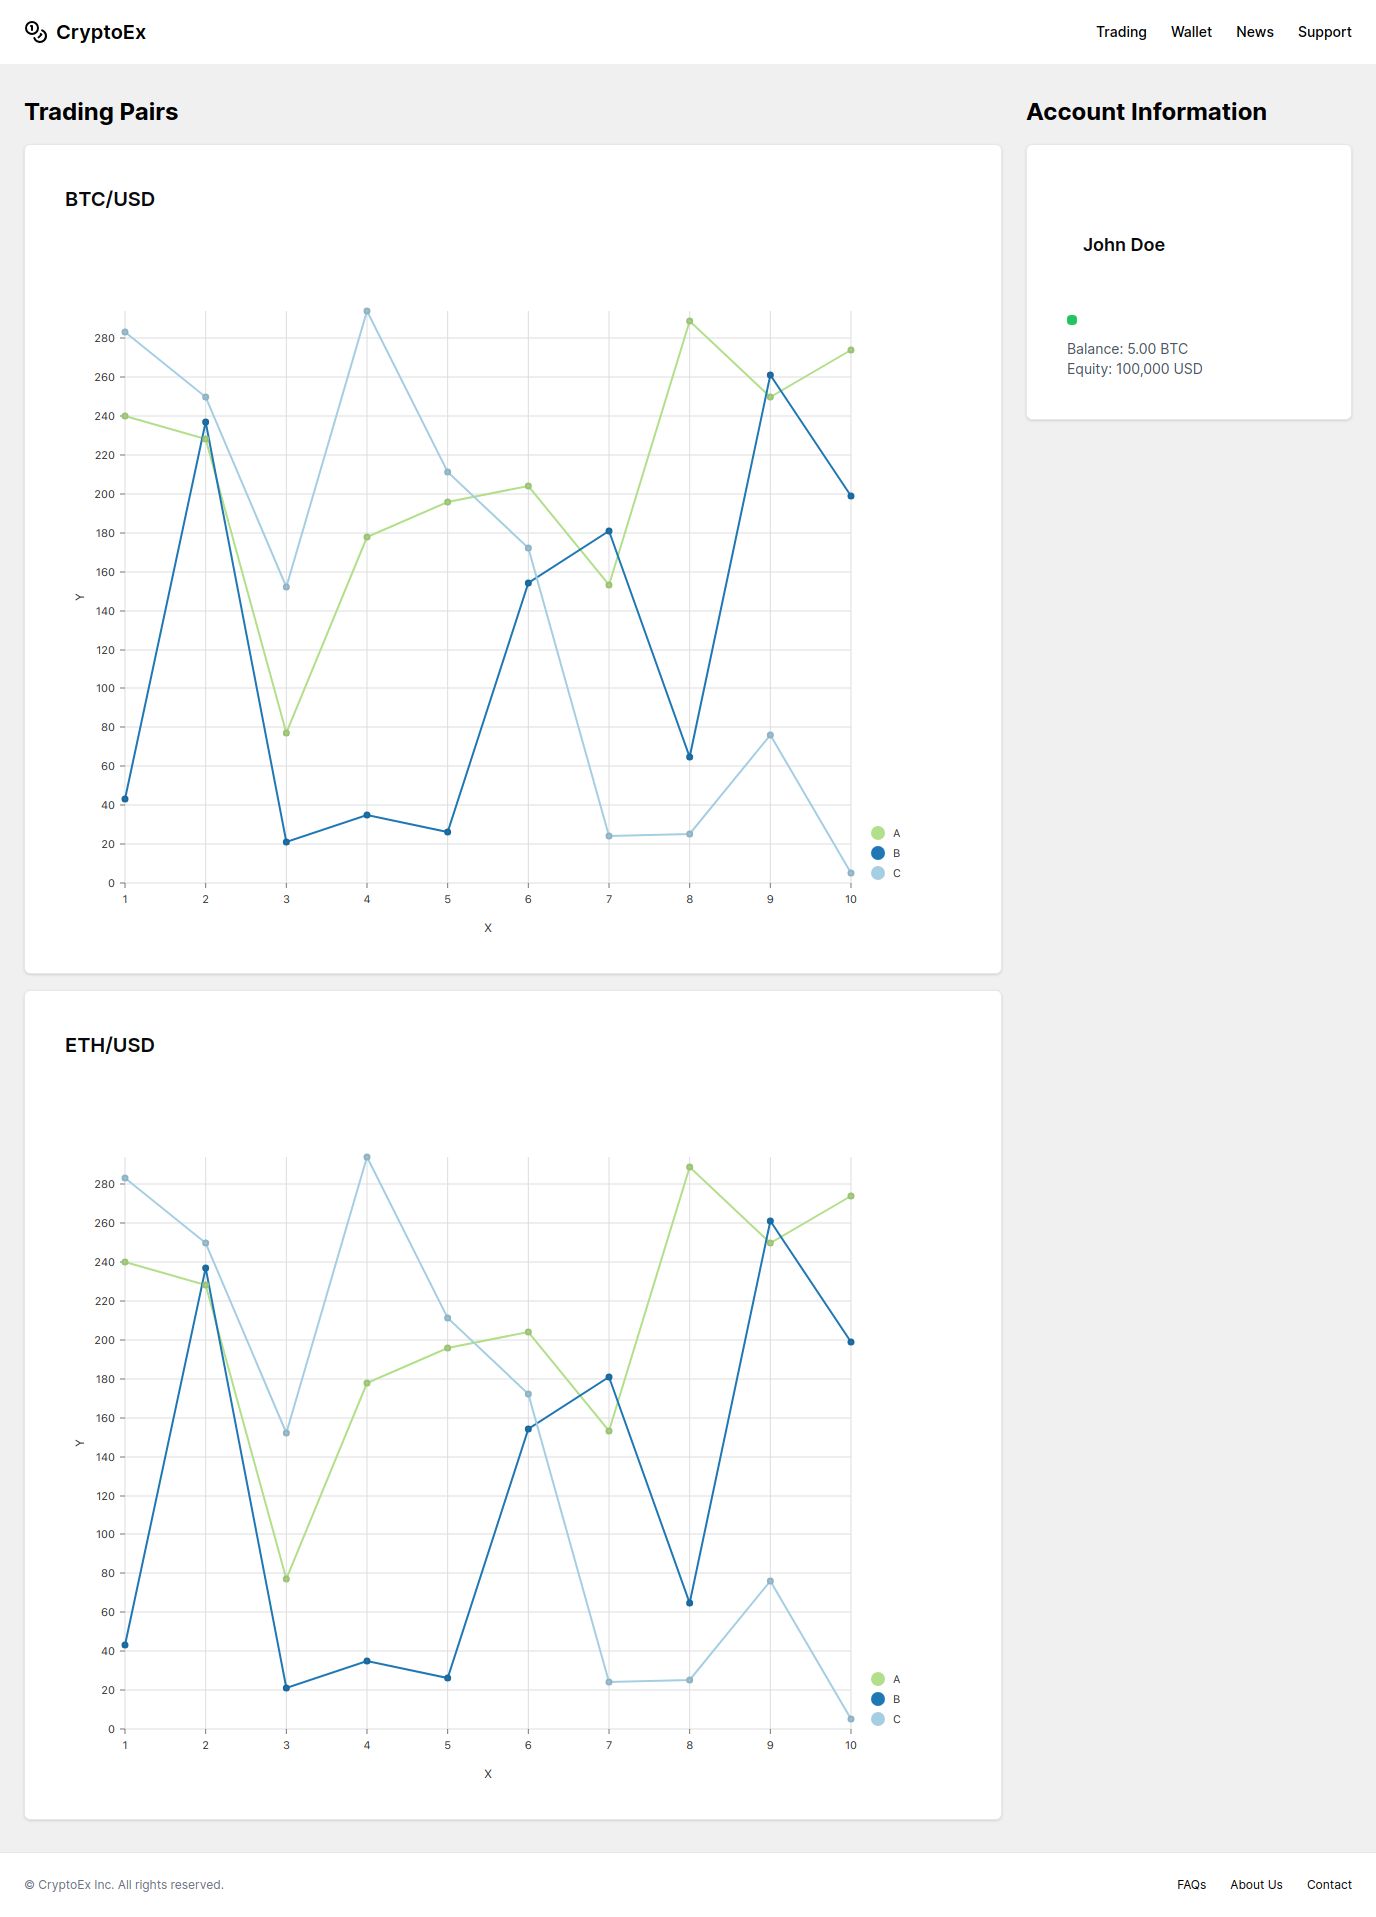 CryptoEx
Trading Wallet News Support
Trading Pairs
BTC/USD
280
260
240
220
200
180
160
140
120
100
80
60
40
20
0
Y
1 2 3 4 5 6 7 8 9 10
X
A
B
C
ETH/USD
280
260
240
220
200
180
160
140
120
100
80
60
40
20
0
Y
1 2 3 4 5 6 7 8 9 10
X
A
B
C
Account Information
John Doe
Balance: 5.00 BTC
Equity: 100,000 USD
© CryptoEx Inc. All rights reserved.
FAQs About Us Contact